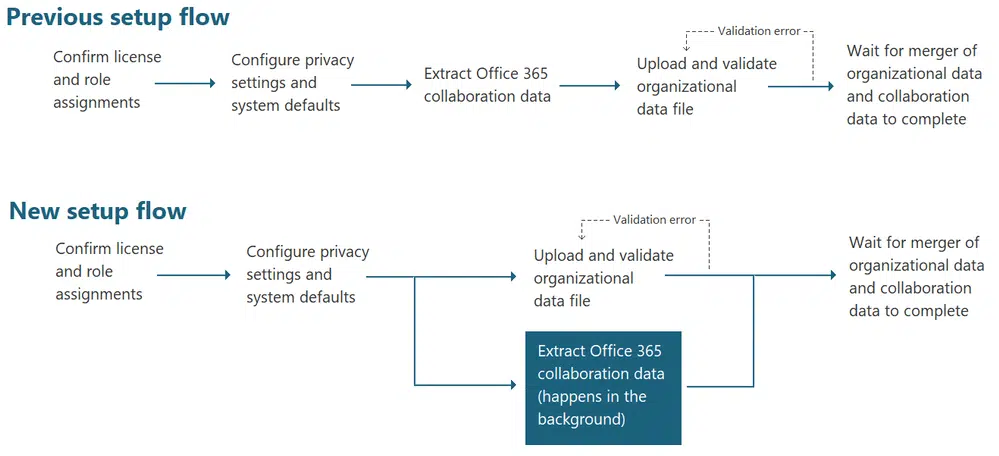 Previous setup flow
Confirm license
and role
assignments
Configure privacy
settings and
system defaults
Extract Office 365
collaboration data
Validation error
Upload and validate
organizational
data file
Wait for merger of
organizational data
and collaboration
data to complete
New setup flow
Confirm license
and role
assignments
Configure privacy
settings and
system defaults
Validation error
Upload and validate
organizational
data file
Extract Office 365
collaboration data
(happens in the
background)
Wait for merger of
organizational data
and collaboration
data to complete